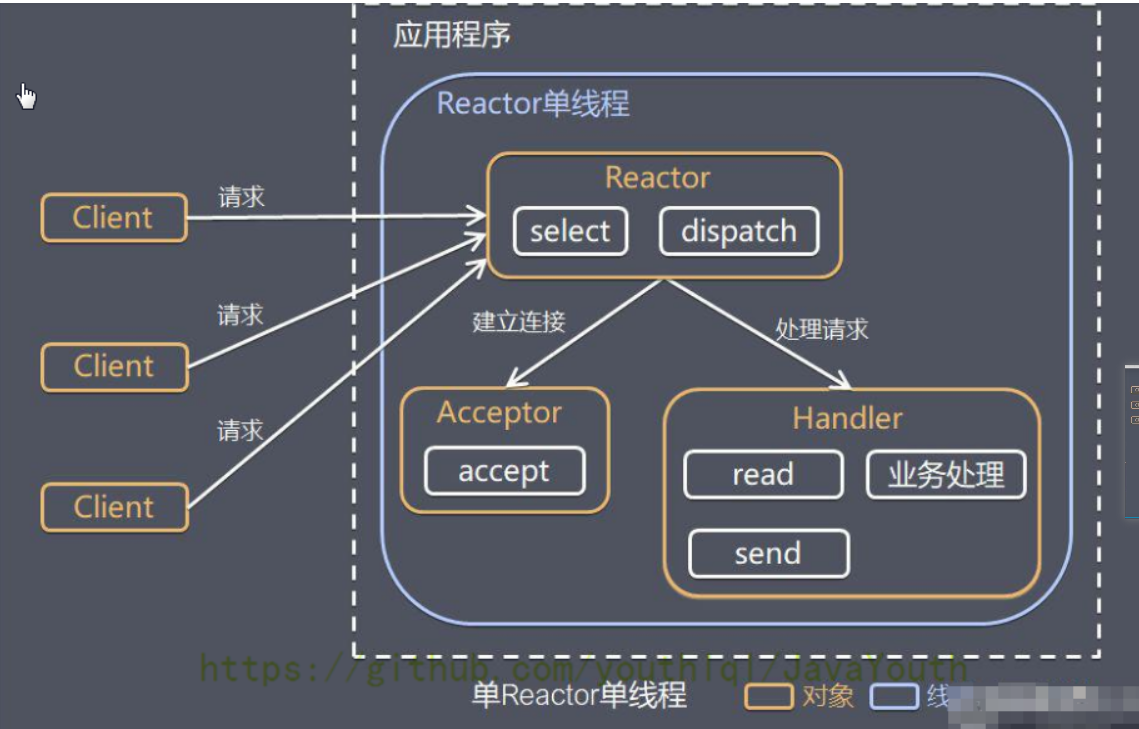 应用程序
Reactor单线程
Reactor
select
dispatch
Client
请求
Client
请求
Client
请求
建立连接
处理请求
Acceptor
accept
Handler
read
业务处理
send
https://github.com/youthlql/JavaYouth
单Reactor单线程
对象
线